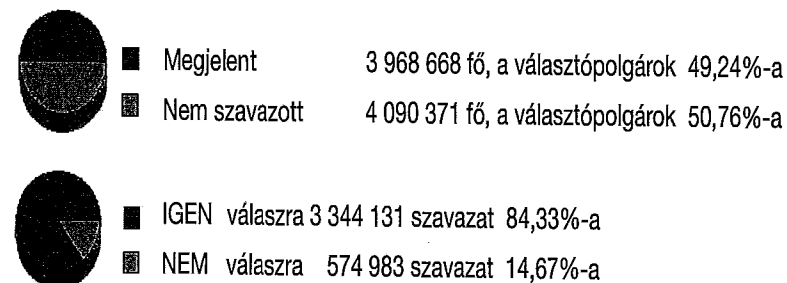 Megjelent 3 968 668 fő, a választópolgárok 49,24%-a
Nem szavazott 4 090 371 fő, a választópolgárok 50,76%-a
IGEN válaszra 3 344 131 szavazat 84,33%-a
NEM válaszra 574 983 szavazat 14,67%-a